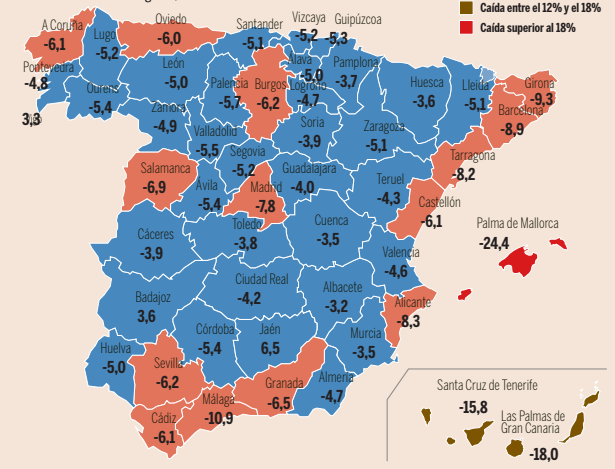 Caída entre el 12% y el 18%
Caída superior al 18%
A Coruña
-6,1
Lugo
-5,2
Oviedo
-6,0
Santander
-5,1
Vizcaya
-5,2
Guipúzcoa
-5,3
Pontevedra
-4,8
Ourens
-5,4
3,3
León
-5,0
Palencia
-5,7
Burgos
-6,2
Álava
-5,0
Logroño
-4,7
Pamplona
-3,7
Huesca
-3,6
Lleida
-5,1
Girona
-9,3
Barcelona
-8,9
Zamora
-4,9
Valladolid
-5,5
Soria
-3,9
Zaragoza
-5,1
Tarragona
-8,2
Salamanca
-6,9
Ávila
-5,4
Segovia
-5,2
Madrid
-7,8
Guadalajara
-4,0
Teruel
-4,3
Castellón
-6,1
Palma de Mallorca
-24,4
Cáceres
-3,9
Toledo
-3,8
Cuenca
-3,5
Valencia
-4,6
Badajoz
3,6
Ciudad Real
-4,2
Albacete
-3,2
Alicante
-8,3
Huelva
-5,0
Sevilla
-6,2
Córdoba
-5,4
Jaén
6,5
Murcia
-3,5
Cádiz
-6,1
Málaga
-10,9
Granada
-6,5
Almería
-4,7
Santa Cruz de Tenerife
-15,8
Las Palmas de
Gran Canaria
-18,0